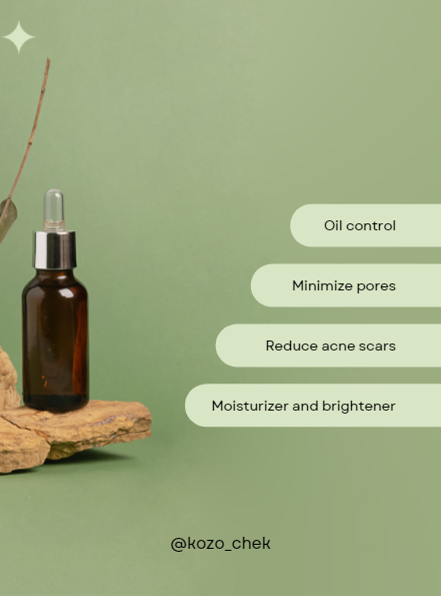 Oil control
Minimize pores
Reduce acne scars
Moisturizer and brightener
@kozo_chek